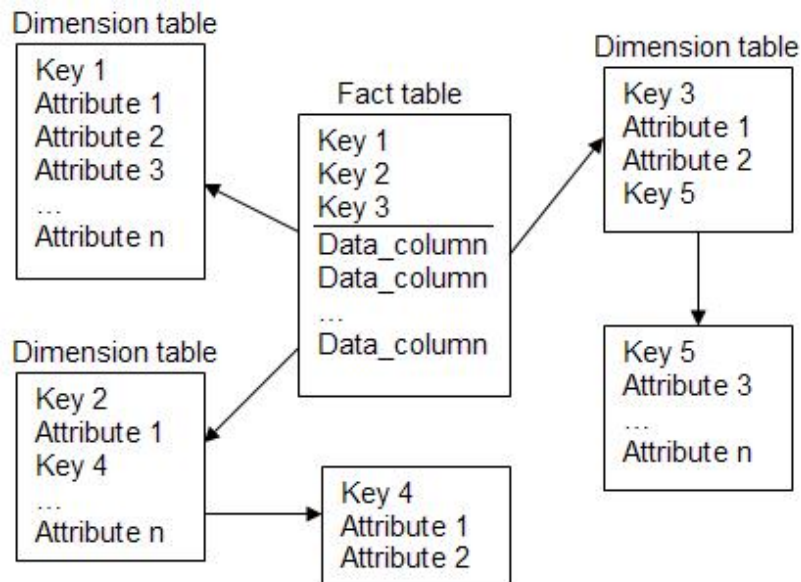 Dimension table
Key 1
Attribute 1
Attribute 2
Attribute 3
...
Attribute n
Fact table
Key 1
Key 2
Key 3
Data_column
Data_column
...
Data_column
Dimension table
Key 3
Attribute 1
Attribute 2
Key 5
Key 5
Attribute 3
...
Attribute n
Dimension table
Key 2
Attribute 1
Key 4
...
Attribute n
Key 4
Attribute 1
Attribute 2